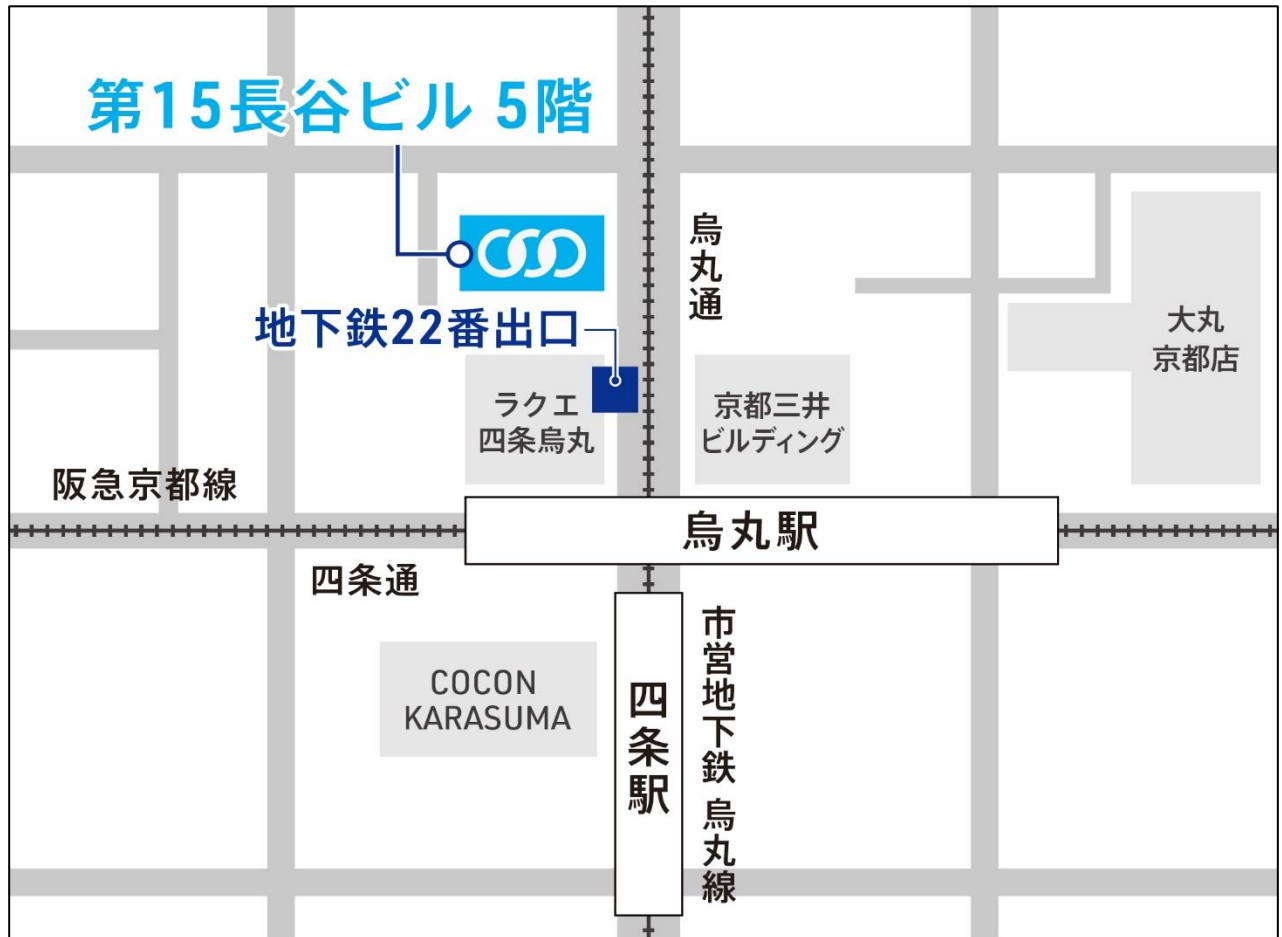 第15長谷ビル 5階
烏丸通
地下鉄22番出口
大丸
京都店
ラクエ
四条烏丸
京都三井
ビルディング
阪急京都線
烏丸駅
四条通
市営地下鉄 烏丸線
COCON
KARASUMA
四条駅